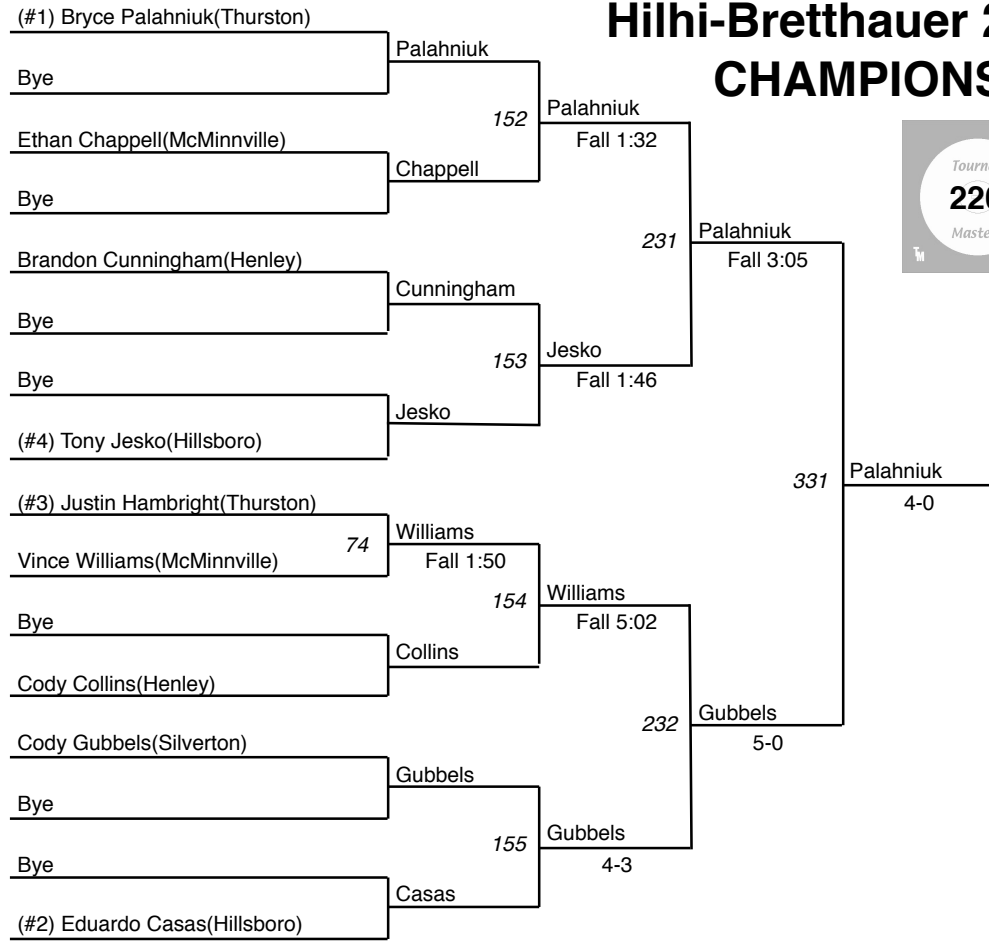 Hilhi-Bretthauer
CHAMPIONS
(#1) Bryce Palahniuk(Thurston)
Palahniuk
Bye
152
Palahniuk
Fall 1:32
Ethan Chappell(McMinnville)
Chappell
Bye
231
Palahniuk
Fall 3:05
Brandon Cunningham(Henley)
Cunningham
Bye
153
Jesko
Fall 1:46
Bye
Jesko
(#4) Tony Jesko(Hillsboro)
331
Palahniuk
4-0
(#3) Justin Hambright(Thurston)
74
Williams
Fall 1:50
Vince Williams(McMinnville)
154
Williams
Fall 5:02
Bye
Collins
Cody Collins(Henley)
232
Gubbels
5-0
Cody Gubbels(Silverton)
Gubbels
Bye
155
Gubbels
4-3
Bye
Casas
(#2) Eduardo Casas(Hillsboro)
Tourn
220
Maste
TM